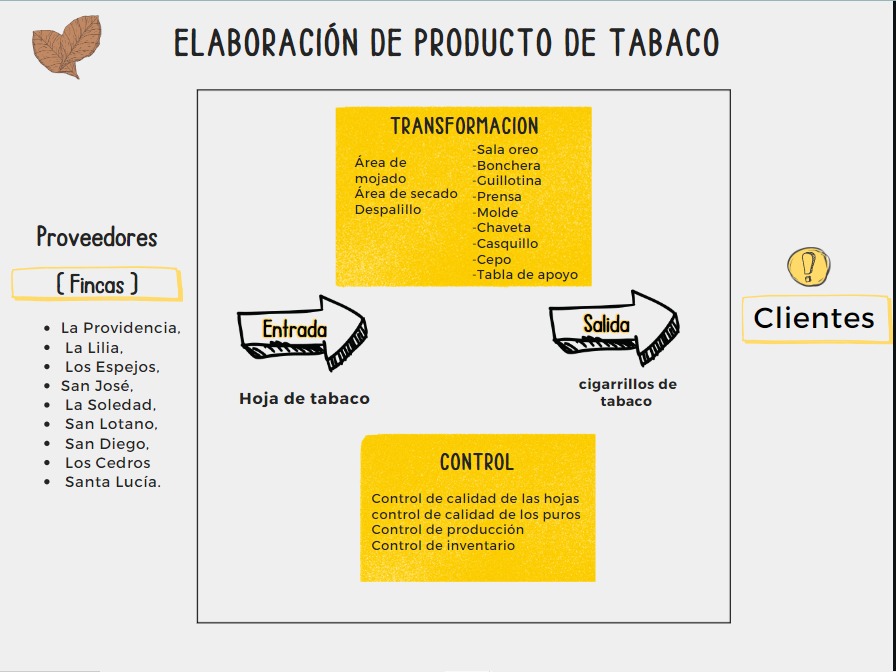 ELABORACIÓN DE PRODUCTO DE TABACO
Proveedores
( Fincas )
• La Providencia,
• La Lilia,
• Los Espejos,
• San José,
• La Soledad,
• San Lotano,
• San Diego,
• Los Cedros
• Santa Lucía.
TRANSFORMACION
Área de
mojado
Área de secado
Despalillo
-Sala oreo
-Bonchera
-Guillotina
-Prensa
-Molde
-Chaveta
-Casquillo
-Cepo
-Tabla de apoyo
Entrada
Hoja de tabaco
Salida
cigarrillos de
tabaco
CONTROL
Control de calidad de las hojas
control de calidad de los puros
Control de producción
Control de inventario
!
Clientes